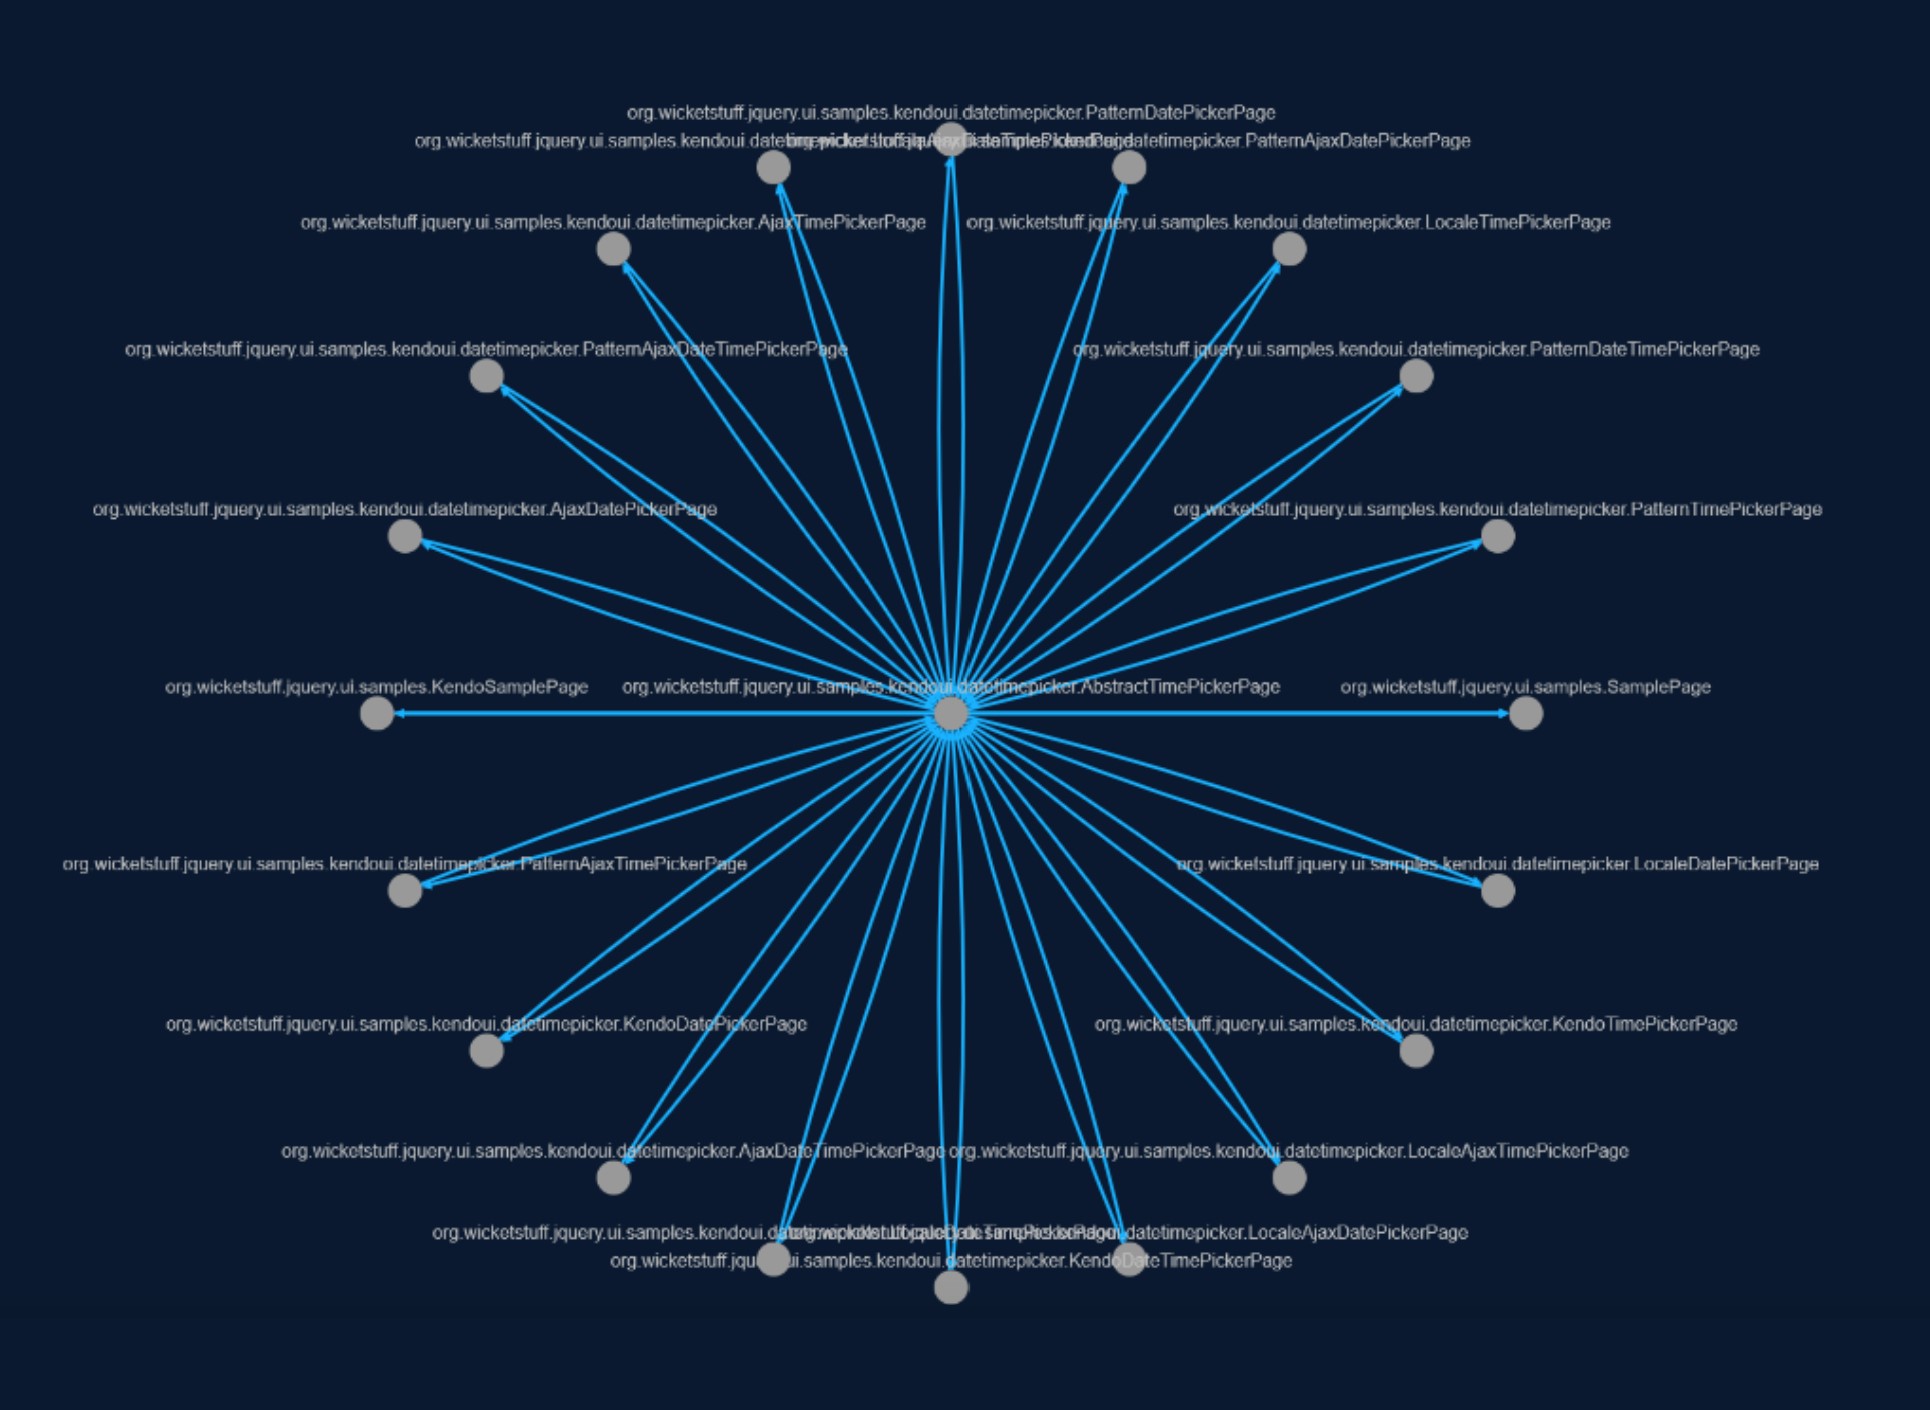 org.wicketstuff.jquery.ui.samples.kendoui.datetimepicker.PatternDatePickerPage
org.wicketstuff.jquery.ui.samples.kendoui.
datetimepicker.PatternAjaxDatePickerPage
org.wicketstuff.jquery.ui.samples.kendoui.datetimepicker.AjaxTimePickerPage
org.wicketstuff.jquery.ui.samples.kendoui.datetimepicker.LocaleTimePickerPage
org.wicketstuff.jquery.ui.samples.kendoui.datetimepicker.PatternAjaxDateTimePickerPage
org.wicketstuff.jquery.ui.samples.kendoui.datetimepicker.PatternDateTimePickerPage
org.wicketstuff.jquery.ui.samples.kendoui.datetimepicker.AjaxDatePickerPage
org.wicketstuff.jquery.ui.samples.kendoui.datetimepicker.PatternTimePickerPage
org.wicketstuff.jquery.ui.samples.KendoSamplePage
org.wicketstuff.jquery.ui.samples.kendoui.datetimepicker.AbstractTimePickerPage
org.wicketstuff.jquery.ui.samples.SamplePage
org.wicketstuff.jquery.ui.samples.kendoui.datetimepicker.PatternAjaxTimePickerPage
org.wicketstuff.jquery.ui.samples.kendoui.datetimepicker.LocaleDatePickerPage
org.wicketstuff.jquery.ui.samples.kendoui.datetimepicker.KendoDatePickerPage
org.wicketstuff.jquery.ui.samples.kendoui.datetimepicker.KendoTimePickerPage
org.wicketstuff.jquery.ui.samples.kendoui.datetimepicker.AjaxDateTimePickerPage
org.wicketstuff.jquery.ui.samples.kendoui.datetimepicker.LocaleAjaxTimePickerPage
org.wicketstuff.jquery.ui.samples.kendoui.
datetimepicker.LocaleAjaxDatePickerPage
org.wicketstuff.jquery.ui.samples.kendoui.datetimepicker.KendoDateTimePickerPage